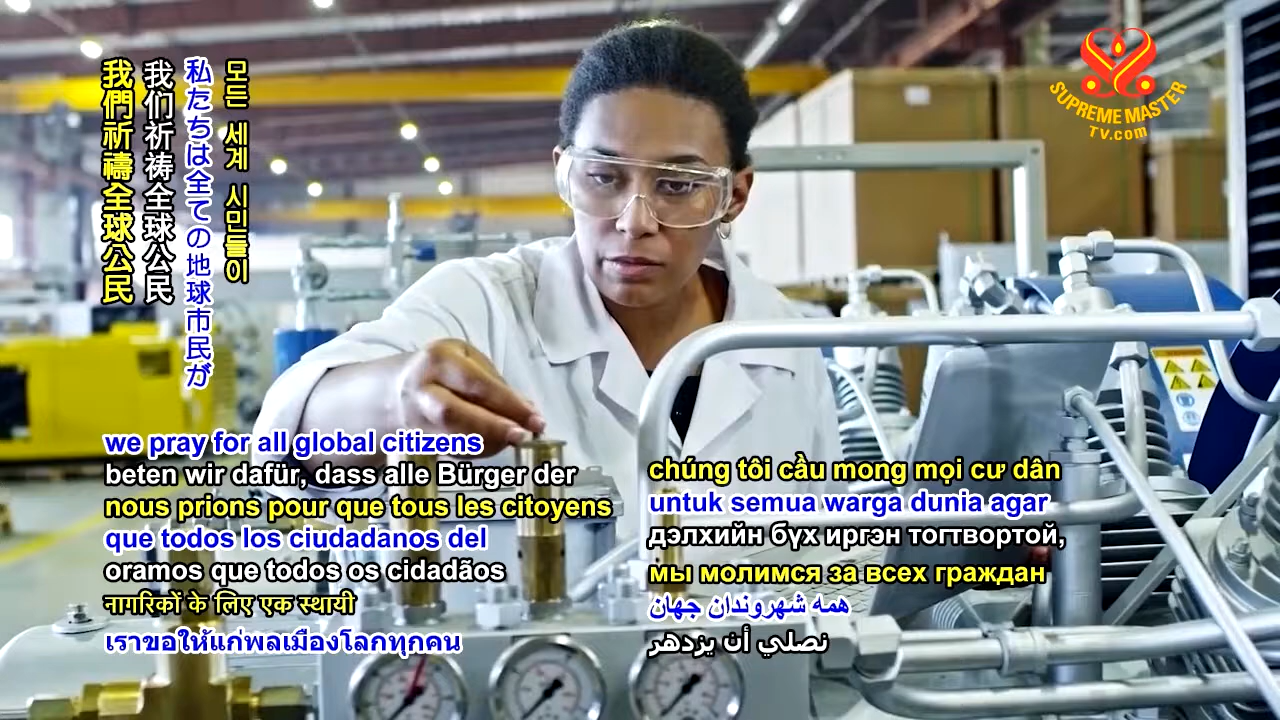 我們祈禱全球公民
我们祈祷全球公民
私たちは全ての地球市民が
모든 세계 시민들이
SUPREME MASTER
TV.com
we pray for all global citizens
beten wir dafür, dass alle Bürger der
nous prions pour que tous les citoyens
que todos los ciudadanos del
oramos que todos os cidadãos
नागरिकों के लिए एक स्थायी
เราขอให้แก่พลเมืองโลกทุกคน
chúng tôi cầu mong mọi cư dân
untuk semua warga dunia agar
дэлхийн бүх иргэн тогтвортой,
мы молимся за всех граждан
همه شهروندان جهان
نصلي أن يزدهر